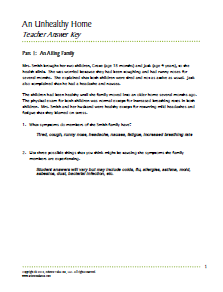 An Unhealthy Home
Teacher Answer Key
Part 1: An Ailing Family
Mrs. Smith brought her two children, (age 18 months) and Josh (age 4 years), to the
health clinic. She was worried because they had been coughing and had runny noses for
several months. She explained that both children were tired and not as active as usual. Josh
also complained that he had a headache and nausea.
The children had been healthy until the family moved into an older home several months ago.
The physical exam for both children was normal except for increased breathing rates in both
children. Mrs. Smith and her husband were healthy except for recurring mild headaches and
fatigue that they blamed on stress.
1. What symptoms do members of the Smith family have?
Tired, cough, runny nose, headache, nausea, fatigue, increased breathing rate
2. List three possible things that you think might be causing the symptoms the family
members are experiencing.
Student answers will vary but may include colds, flu, allergies, asthma, mold,
asbestos, dust, bacterial infection, etc.
1